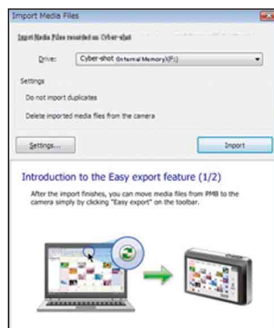 Import Media Files
Import Media Files recorded on Cyber-shot
Drive: Cyber-shot (Internal Memory)(F:)
Settings
Do not import duplicates
Delete imported media files from the camera
Settings... Import
Introduction to the Easy export feature (1/2)
After the import finishes, you can move media files from PMB to the
camera simply by clicking "Easy export" on the toolbar.